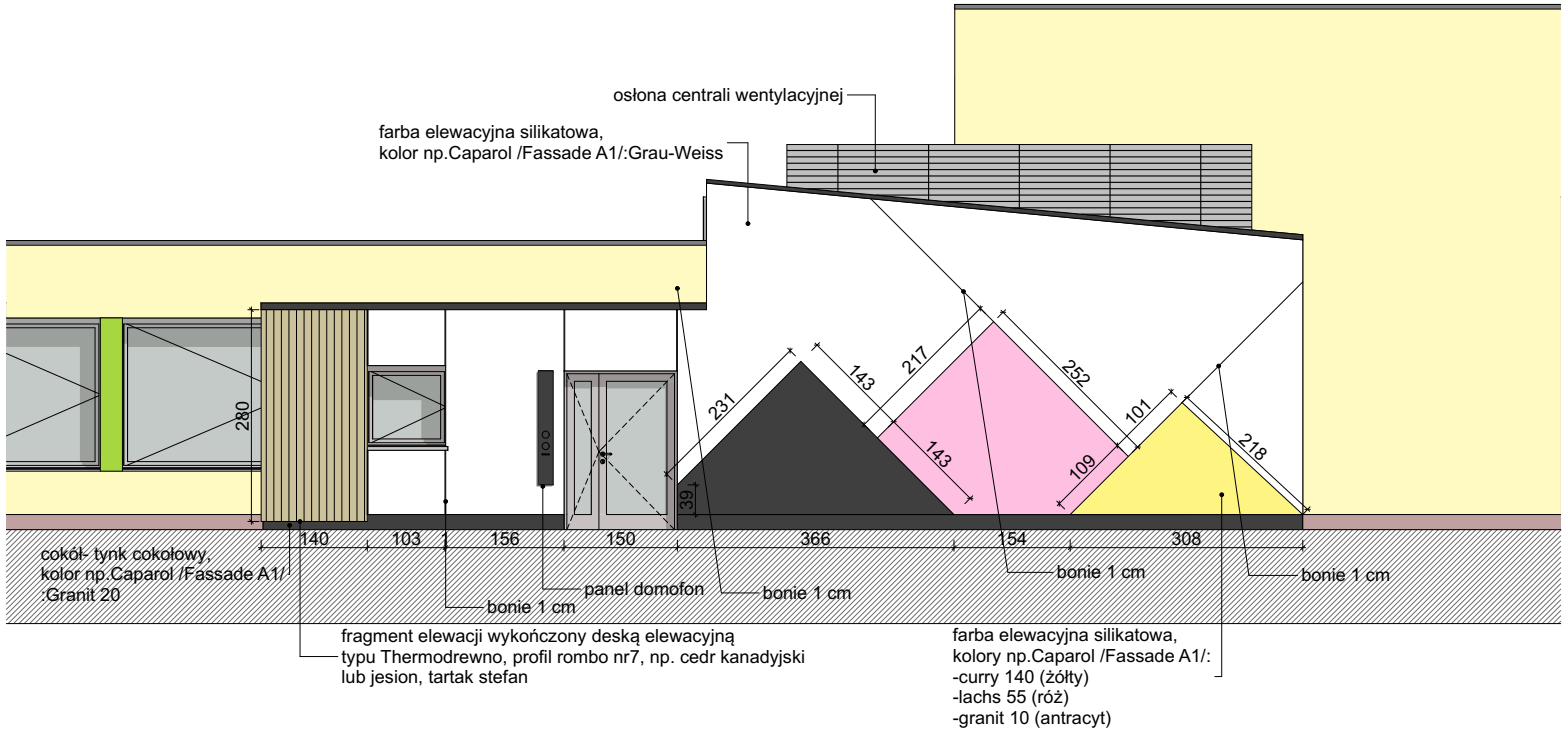 osłona centrali wentylacyjnej
farba elewacyjna silikatowa,
kolor np.Caparol /Fassade A1/:Grau-Weiss
280
231
143
217
252
143
39
101
109
218
140
103
156
150
366
154
308
cokół- tynk cokołowy,
kolor np.Caparol /Fassade A1/
:Granit 20
bonie 1 cm
panel domofon
bonie 1 cm
bonie 1 cm
bonie 1 cm
fragment elewacji wykończony deską elewacyjną
typu Thermodrewno, profil rombo nr7, np. cedr kanadyjski
lub jesion, tartak stefan
farba elewacyjna silikatowa,
kolory np.Caparol /Fassade A1/:
-curry 140 (żółty)
-lachs 55 (róż)
-granit 10 (antracyt)